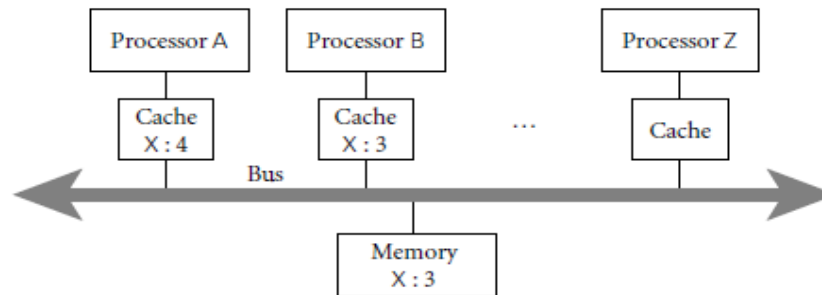 Processor A
Processor B
Processor Z
Cache
X : 4
Cache
X : 3
...
Cache
Bus
Memory
X : 3